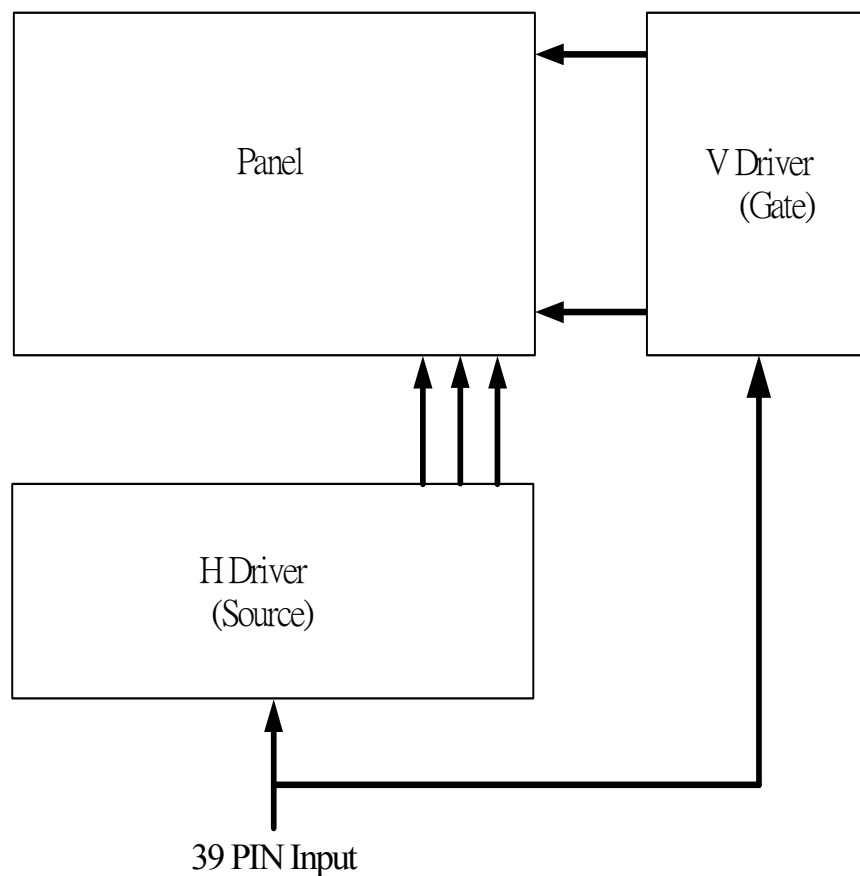 Panel
V Driver
(Gate)
H Driver
(Source)
39 PIN Input